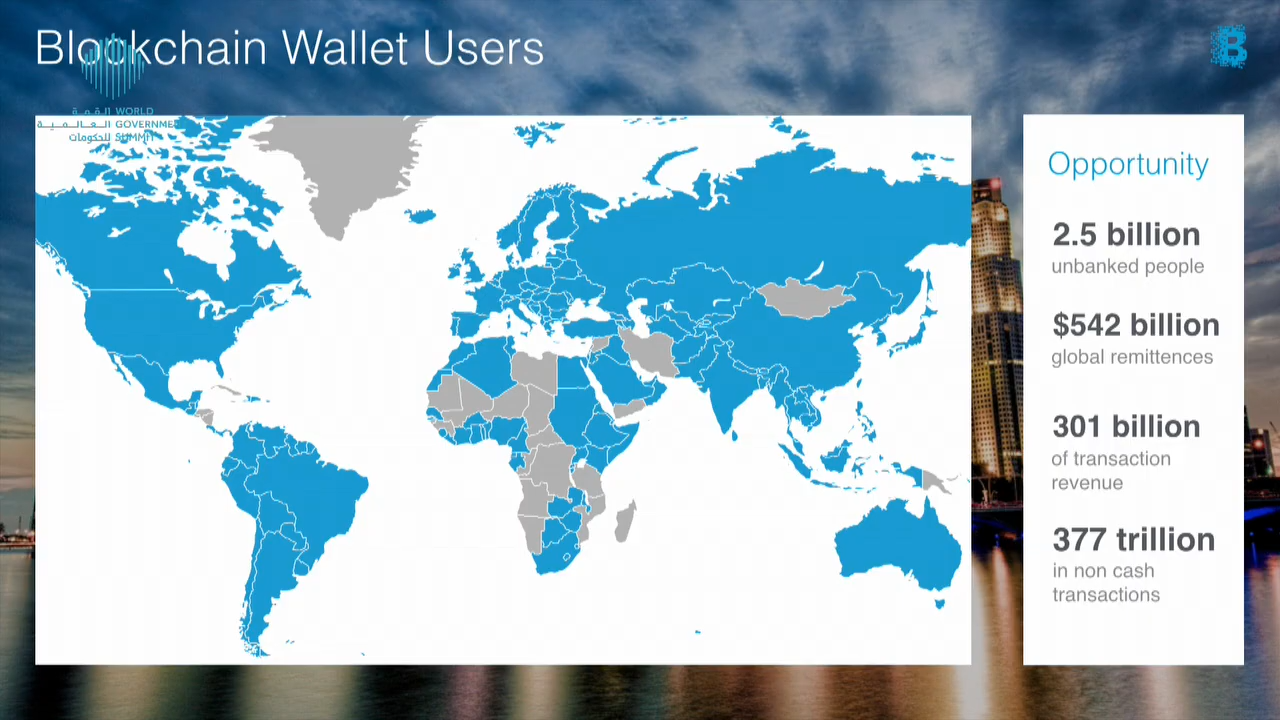 Blockchain Wallet Users
القمة WORLD
العالمية GOVERNME
للحكومات SUMMIT
Opportunity
2.5 billion
unbanked people
$542 billion
global remittences
301 billion
of transaction
revenue
377 trillion
in non cash
transactions